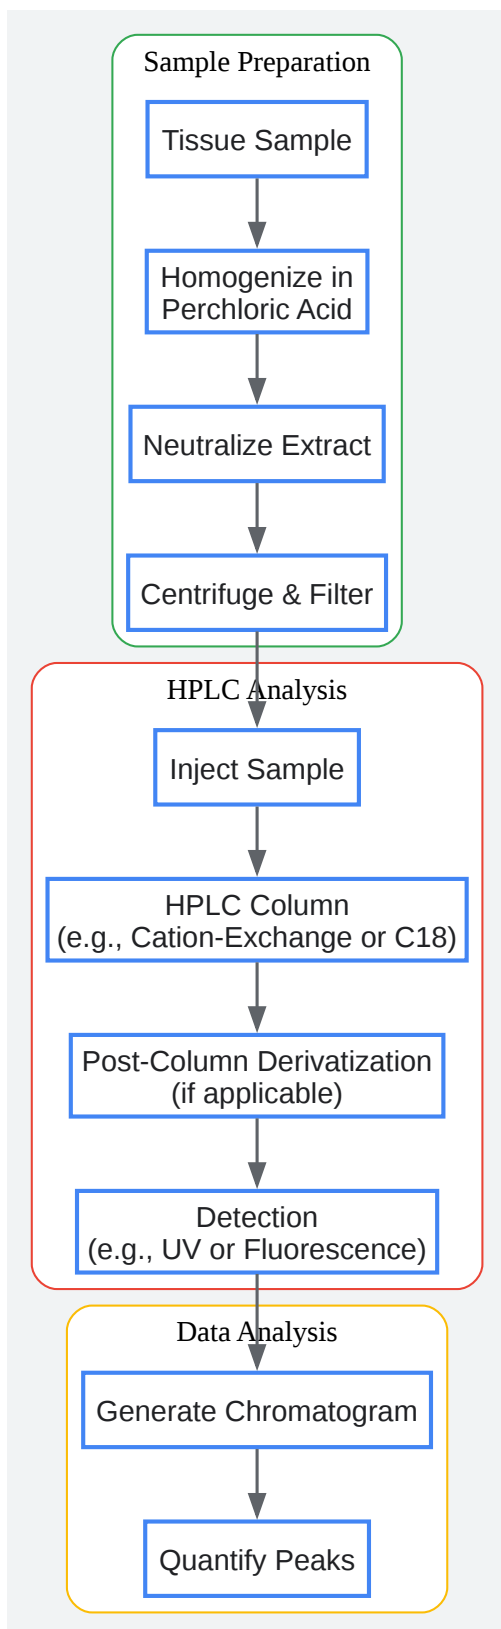 Sample Preparation
Tissue Sample
Homogenize in
Perchloric Acid
Neutralize Extract
Centrifuge & Filter
HPLC Analysis
Inject Sample
HPLC Column
(e.g., Cation-Exchange or C18)
Post-Column Derivatization
(if applicable)
Detection
(e.g., UV or Fluorescence)
Data Analysis
Generate Chromatogram
Quantify Peaks